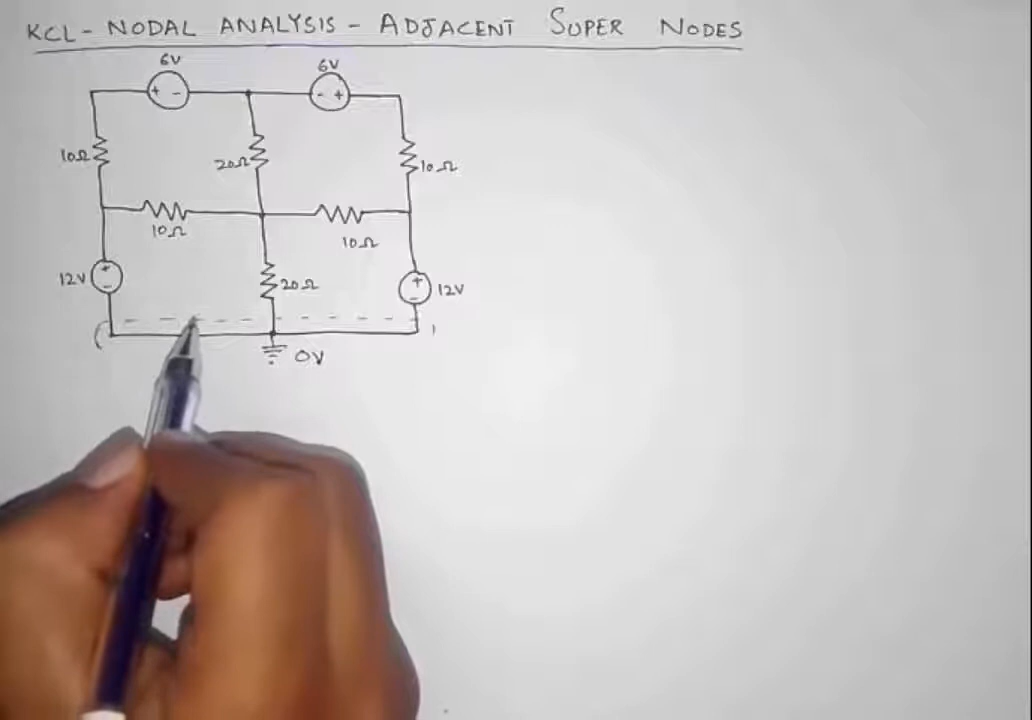 KCL - NODAL ANALYSIS - ADJACENT SUPER NODES
6V 6V
+ - - +
10Ω 20Ω 10Ω
10Ω 10Ω
12V + - 20Ω + - 12V
0V